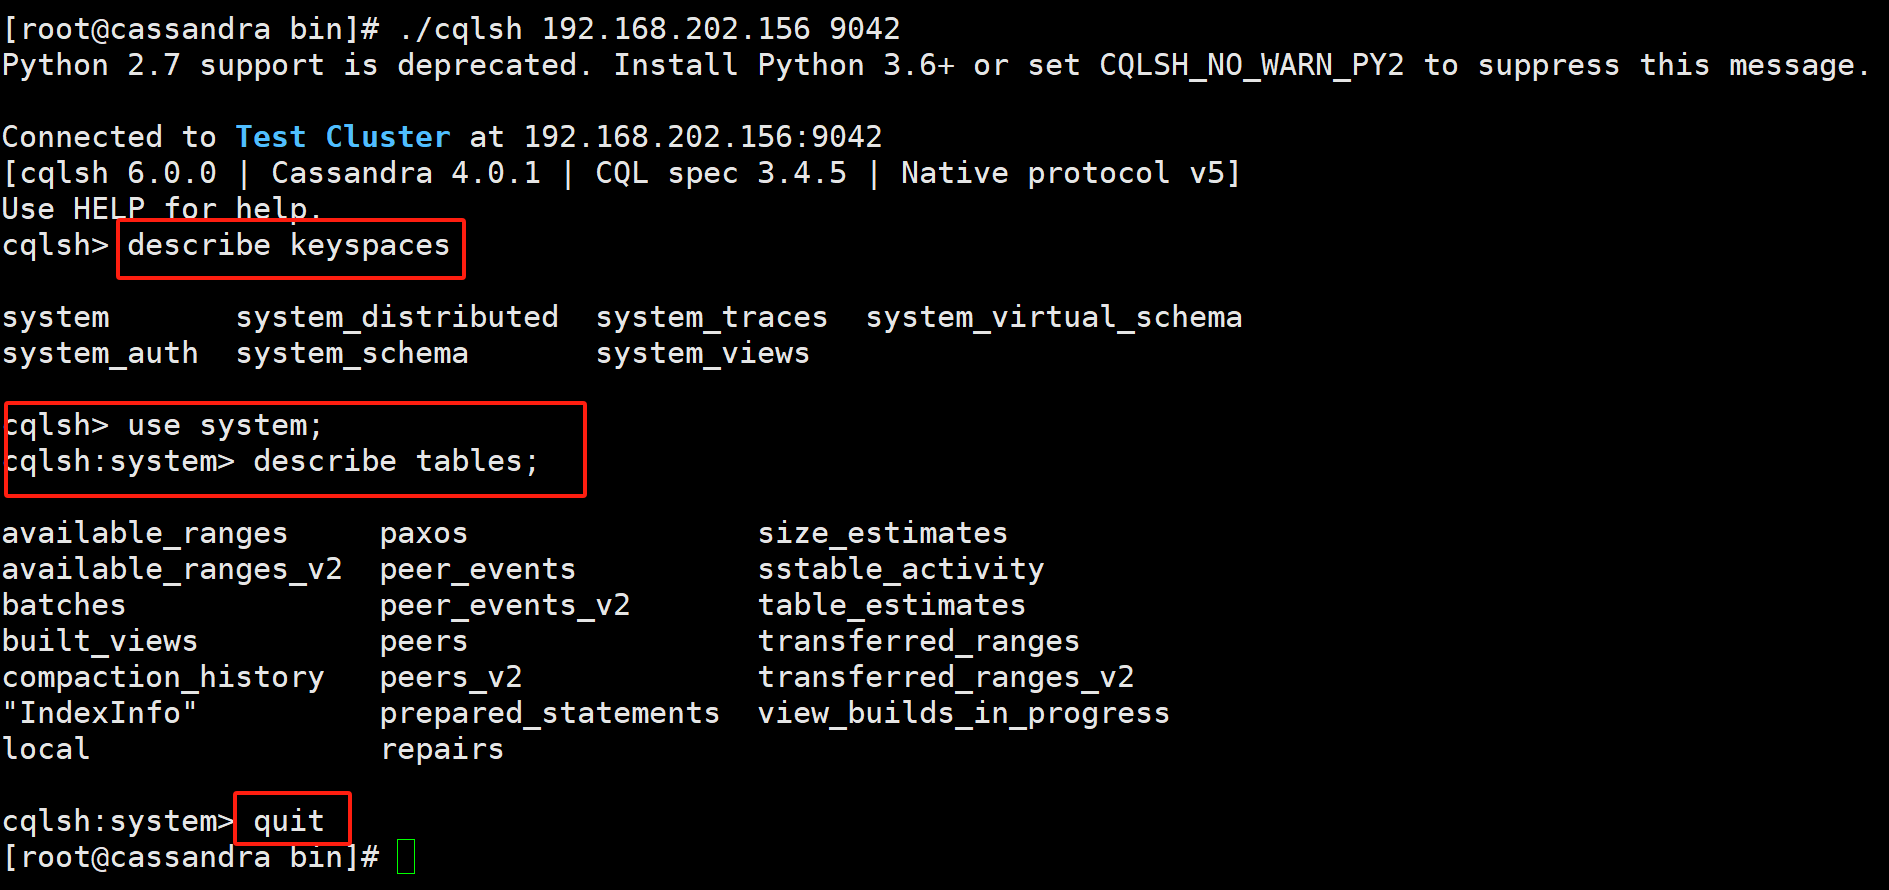 [root@cassandra bin]# ./cqlsh 192.168.202.156 9042
Python 2.7 support is deprecated. Install Python 3.6+ or set CQLSH_NO_WARN_PY2 to suppress this message.
Connected to Test Cluster at 192.168.202.156:9042
[cqlsh 6.0.0 | Cassandra 4.0.1 | CQL spec 3.4.5 | Native protocol v5]
Use HELP for help.
cqlsh> describe keyspaces
system       system_distributed  system_traces  system_virtual_schema
system_auth  system_schema       system_views
cqlsh> use system;
cqlsh:system> describe tables;
available_ranges     paxos                size_estimates
available_ranges_v2  peer_events          sstable_activity
batches              peer_events_v2       table_estimates
built_views          peers                transferred_ranges
compaction_history   peers_v2             transferred_ranges_v2
"IndexInfo"          prepared_statements  view_builds_in_progress
local                repairs
cqlsh:system> quit
[root@cassandra bin]#